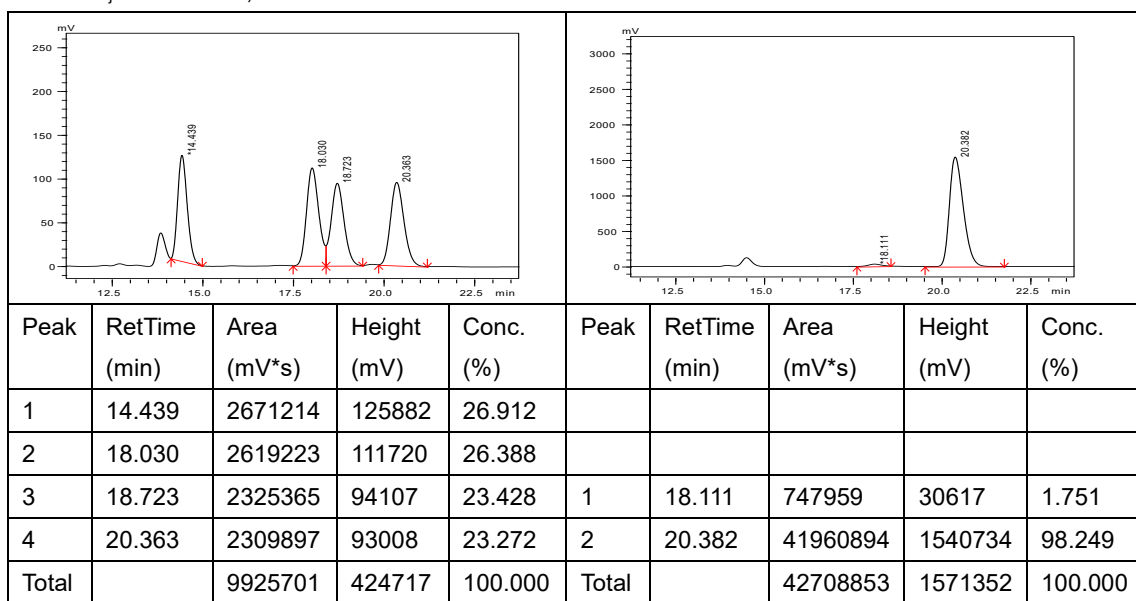 mV
250
200
150
100
50
0
*14.439
18.030
18.723
20.363
12.5 15.0 17.5 20.0 22.5 min
mV
3000
2500
2000
1500
1000
500
0
*18.111
20.382
12.5 15.0 17.5 20.0 22.5 min
Peak RetTime (min) Area (mV*s) Height (mV) Conc. (%) Peak RetTime (min) Area (mV*s) Height (mV) Conc. (%)
1 14.439 2671214 125882 26.912
2 18.030 2619223 111720 26.388
3 18.723 2325365 94107 23.428 1 18.111 747959 30617 1.751
4 20.363 2309897 93008 23.272 2 20.382 41960894 1540734 98.249
Total 9925701 424717 100.000 Total 42708853 1571352 100.000